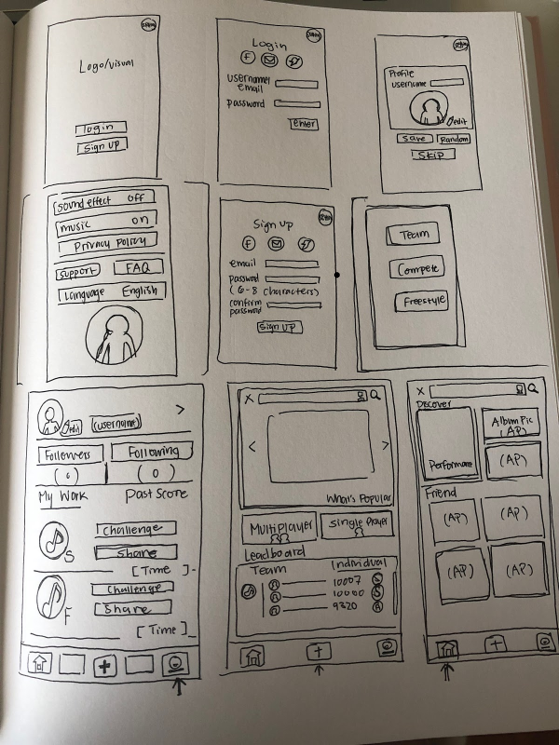 Logo/visual
login
Sign up
Login
username
email
password
enter
Profile
username
edit
Save
Random
SKIP
Sound effect off
music on
Privacy Policy
support
FAQ
Language English
Sign up
email
password
(6-8 characters)
confirm
password
Sign up
Team
Compete
Freestyle
Edit
(username)
Followers
Following
( 0 )
My Work
Past Score
S
Challenge
Share
[Time]
F
Challenge
Share
[Time]
X
What's Popular
Multiplayer
Single Player
Leadboard
Team
Individual
10007
10000
9320
X
Discover
Performance
Album Pic
(AP)
(AP)
Friend
(AP)
(AP)
(AP)
(AP)